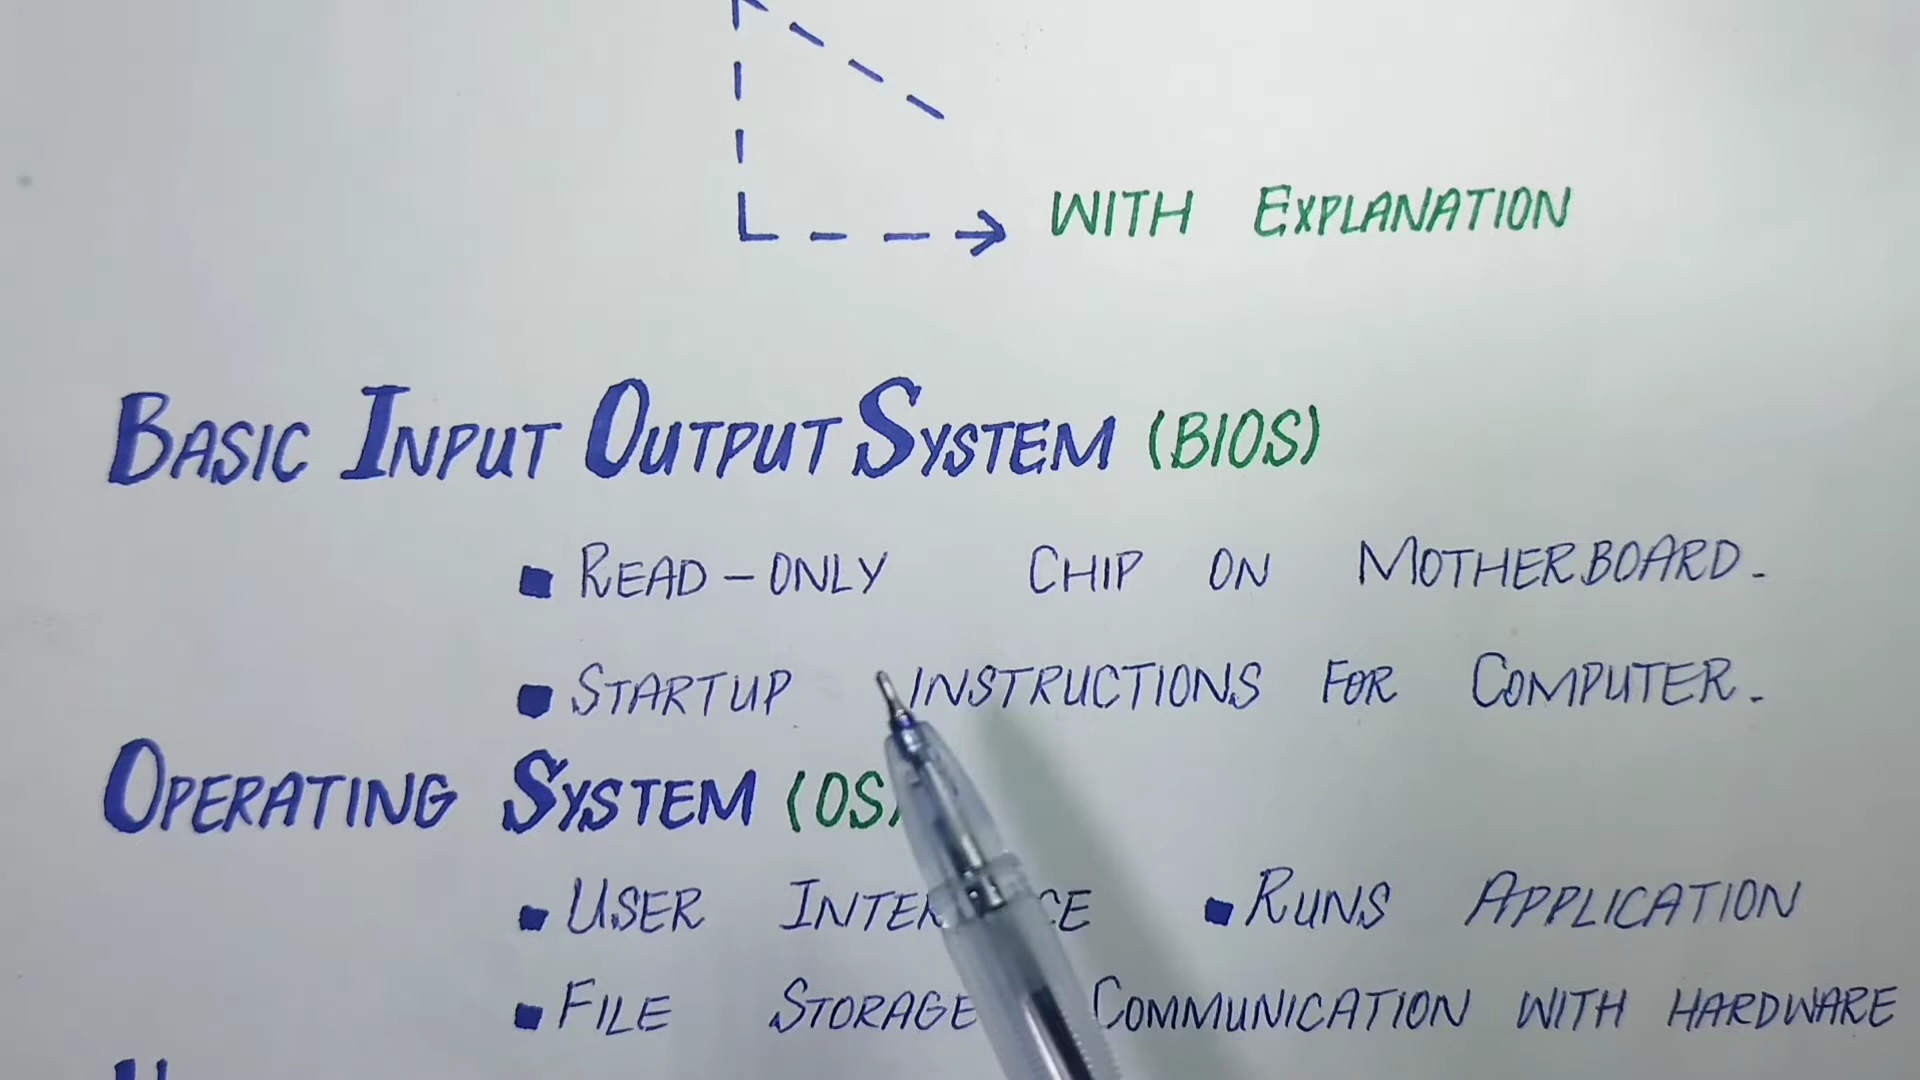 WITH EXPLANATION
BASIC INPUT OUTPUT SYSTEM (BIOS)
▪ READ-ONLY CHIP ON MOTHERBOARD.
▪ STARTUP INSTRUCTIONS FOR COMPUTER.
OPERATING SYSTEM (OS)
▪ USER ▪ RUNS APPLICATION
▪ FILE STORAGE COMMUNICATION WITH HARDWARE